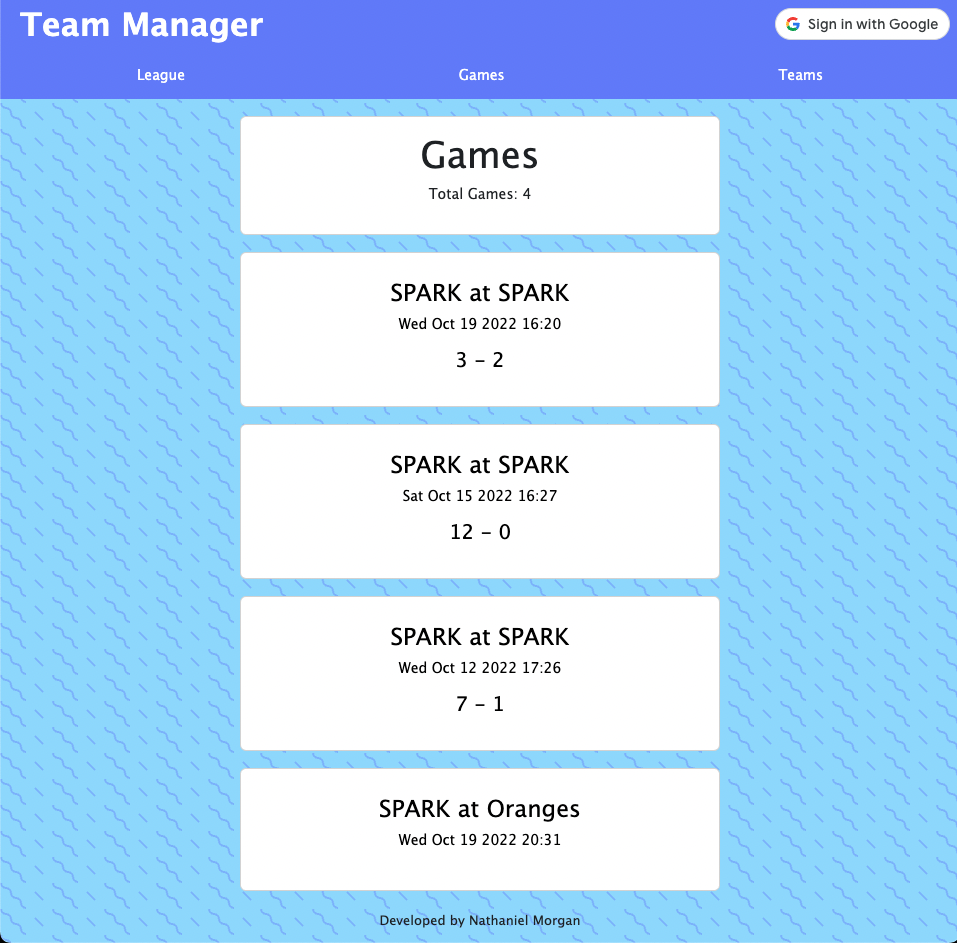 Team Manager
Sign in with Google
League Games Teams
Games
Total Games: 4
SPARK at SPARK
Wed Oct 19 2022 16:20
3 - 2
SPARK at SPARK
Sat Oct 15 2022 16:27
12 - 0
SPARK at SPARK
Wed Oct 12 2022 17:26
7 - 1
SPARK at Oranges
Wed Oct 19 2022 20:31
Developed by Nathaniel Morgan